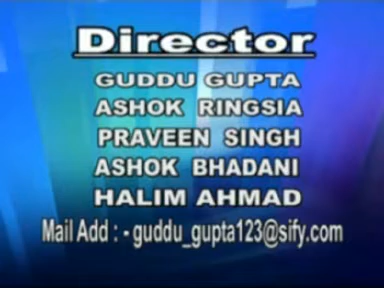 Director
GUDDU GUPTA
ASHOK RINGSIA
PRAVEEN SINGH
ASHOK BHADANI
HALIM AHMAD
Mail Add : - guddu_gupta123@sify.com